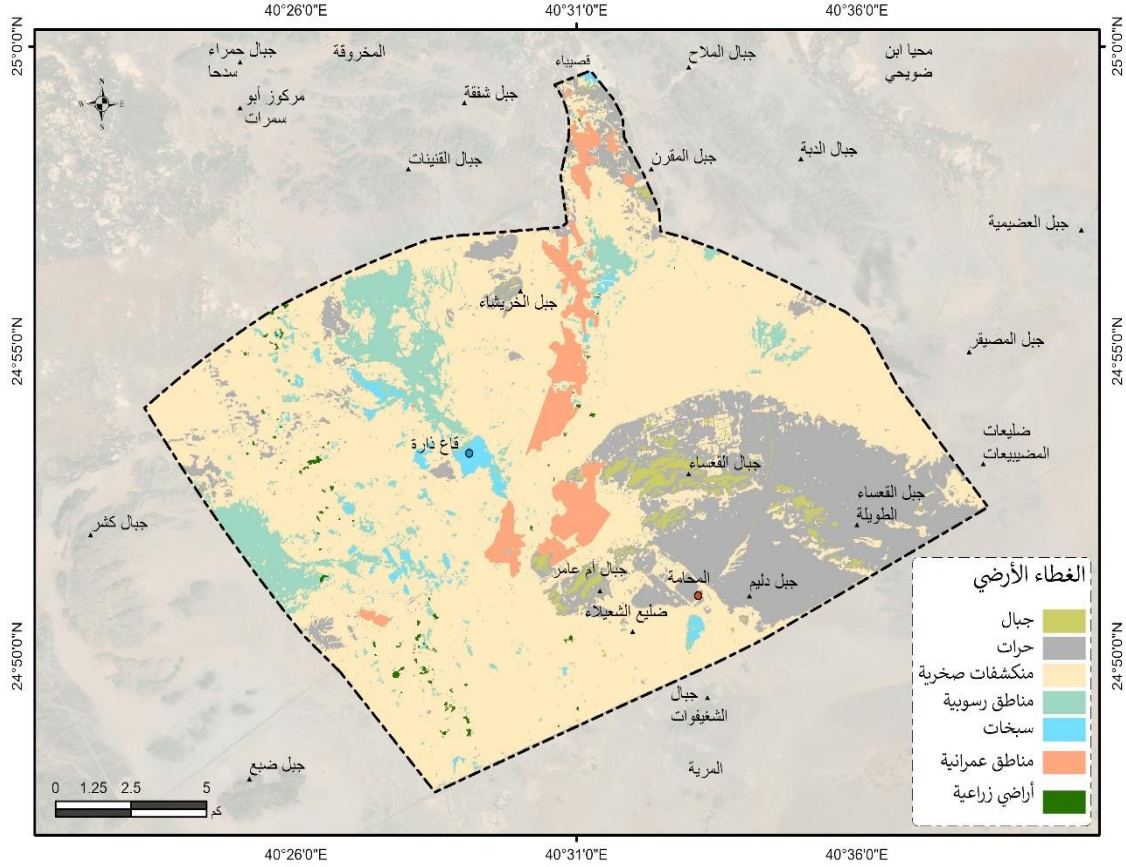 40°26'0"E
40°31'0"E
40°36'0"E
25°0'0"N
25°0'0"N
جبال حمراء
سدحا
المخروقة
قصيباء
جبال الملاح
محيا ابن
ضويحي
N
W
E
S
مركوز أبو
سمرات
جبل شفقة
جبال القنينات
جبل المقرن
جبال الدبة
جبل العضيمية
جبل الخريشاء
24°55'0"N
24°55'0"N
جبل المصيقر
قاع ذارة
جبال القعساء
ضليعات
المضيبيعات
جبل القعساء
الطويلة
جبال كشر
جبال أم عامر
المحامة
جبل دليم
ضليع الشعيلاء
24°50'0"N
24°50'0"N
جبال
الشغيفوات
جبل ضبع
المرية
الغطاء الأرضي
جبال
حرات
منكشفات صخرية
مناطق رسوبية
سبخات
مناطق عمرانية
أراضي زراعية
0
1.25
2.5
5
كم
40°26'0"E
40°31'0"E
40°36'0"E